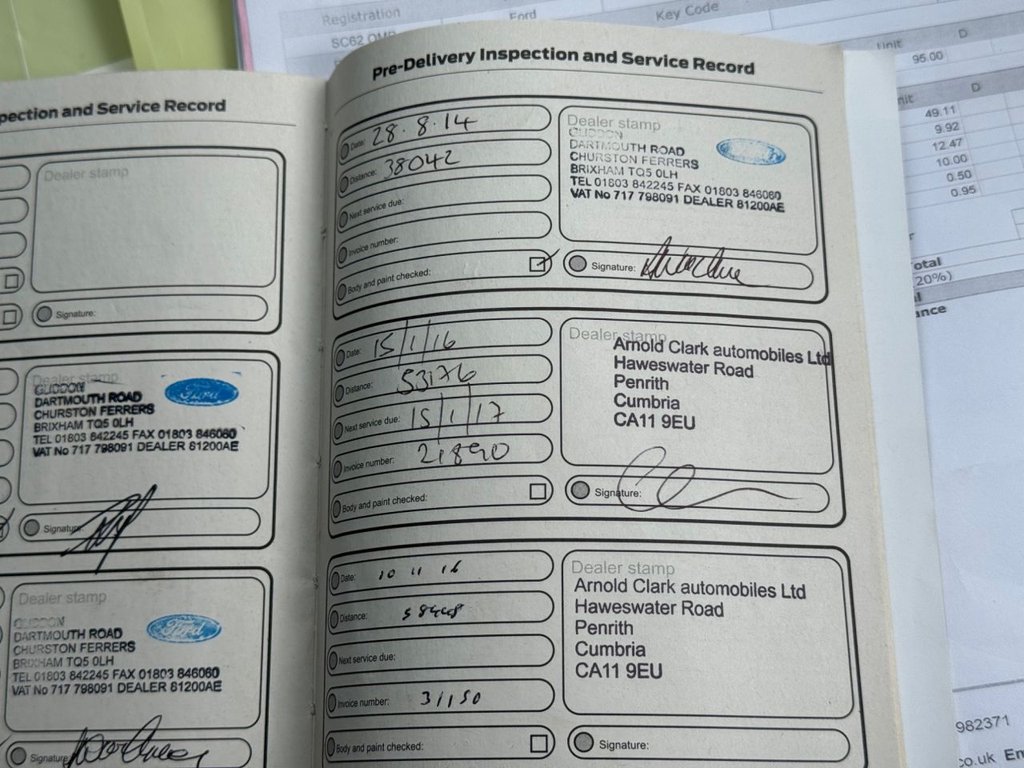 Registration
Ford
Key Code
SC62
Unit
D
95.00
D
49.11
9.92
12.47
10.00
0.50
0.95
(20%)
982371
co.uk
and Service Record
Dealer stamp
Signature:
Dealer stamp
GLIDDON
DARTMOUTH ROAD
CHURSTON FERRERS
BRIXHAM TQ5 0LH
TEL 01803 842245 FAX 01803 846060
VAT No 717 798091 DEALER 81200AE
Ford
Signature:
Dealer stamp
GLIDDON
DARTMOUTH ROAD
CHURSTON FERRERS
BRIXHAM TQ5 0LH
TEL 01803 842245 FAX 01803 846060
VAT No 717 798091 DEALER 81200AE
Ford
Signature:
Pre-Delivery Inspection and Service Record
Date: 28.8.14
Distance: 38042
Next service due:
Invoice number:
Body and paint checked:
Dealer stamp
GLIDDON
DARTMOUTH ROAD
CHURSTON FERRERS
BRIXHAM TQ5 0LH
TEL 01803 842245 FAX 01803 846060
VAT No 717 798091 DEALER 81200AE
Ford
Signature:
Date: 15/1/16
Distance: 53176
Next service due: 15/1/17
Invoice number: 21890
Body and paint checked:
Dealer stamp
Arnold Clark automobiles Ltd
Haweswater Road
Penrith
Cumbria
CA11 9EU
Signature:
Date: 10 11 16
Distance:
Next service due:
Invoice number: 31150
Body and paint checked:
Dealer stamp
Arnold Clark automobiles Ltd
Haweswater Road
Penrith
Cumbria
CA11 9EU
Signature: